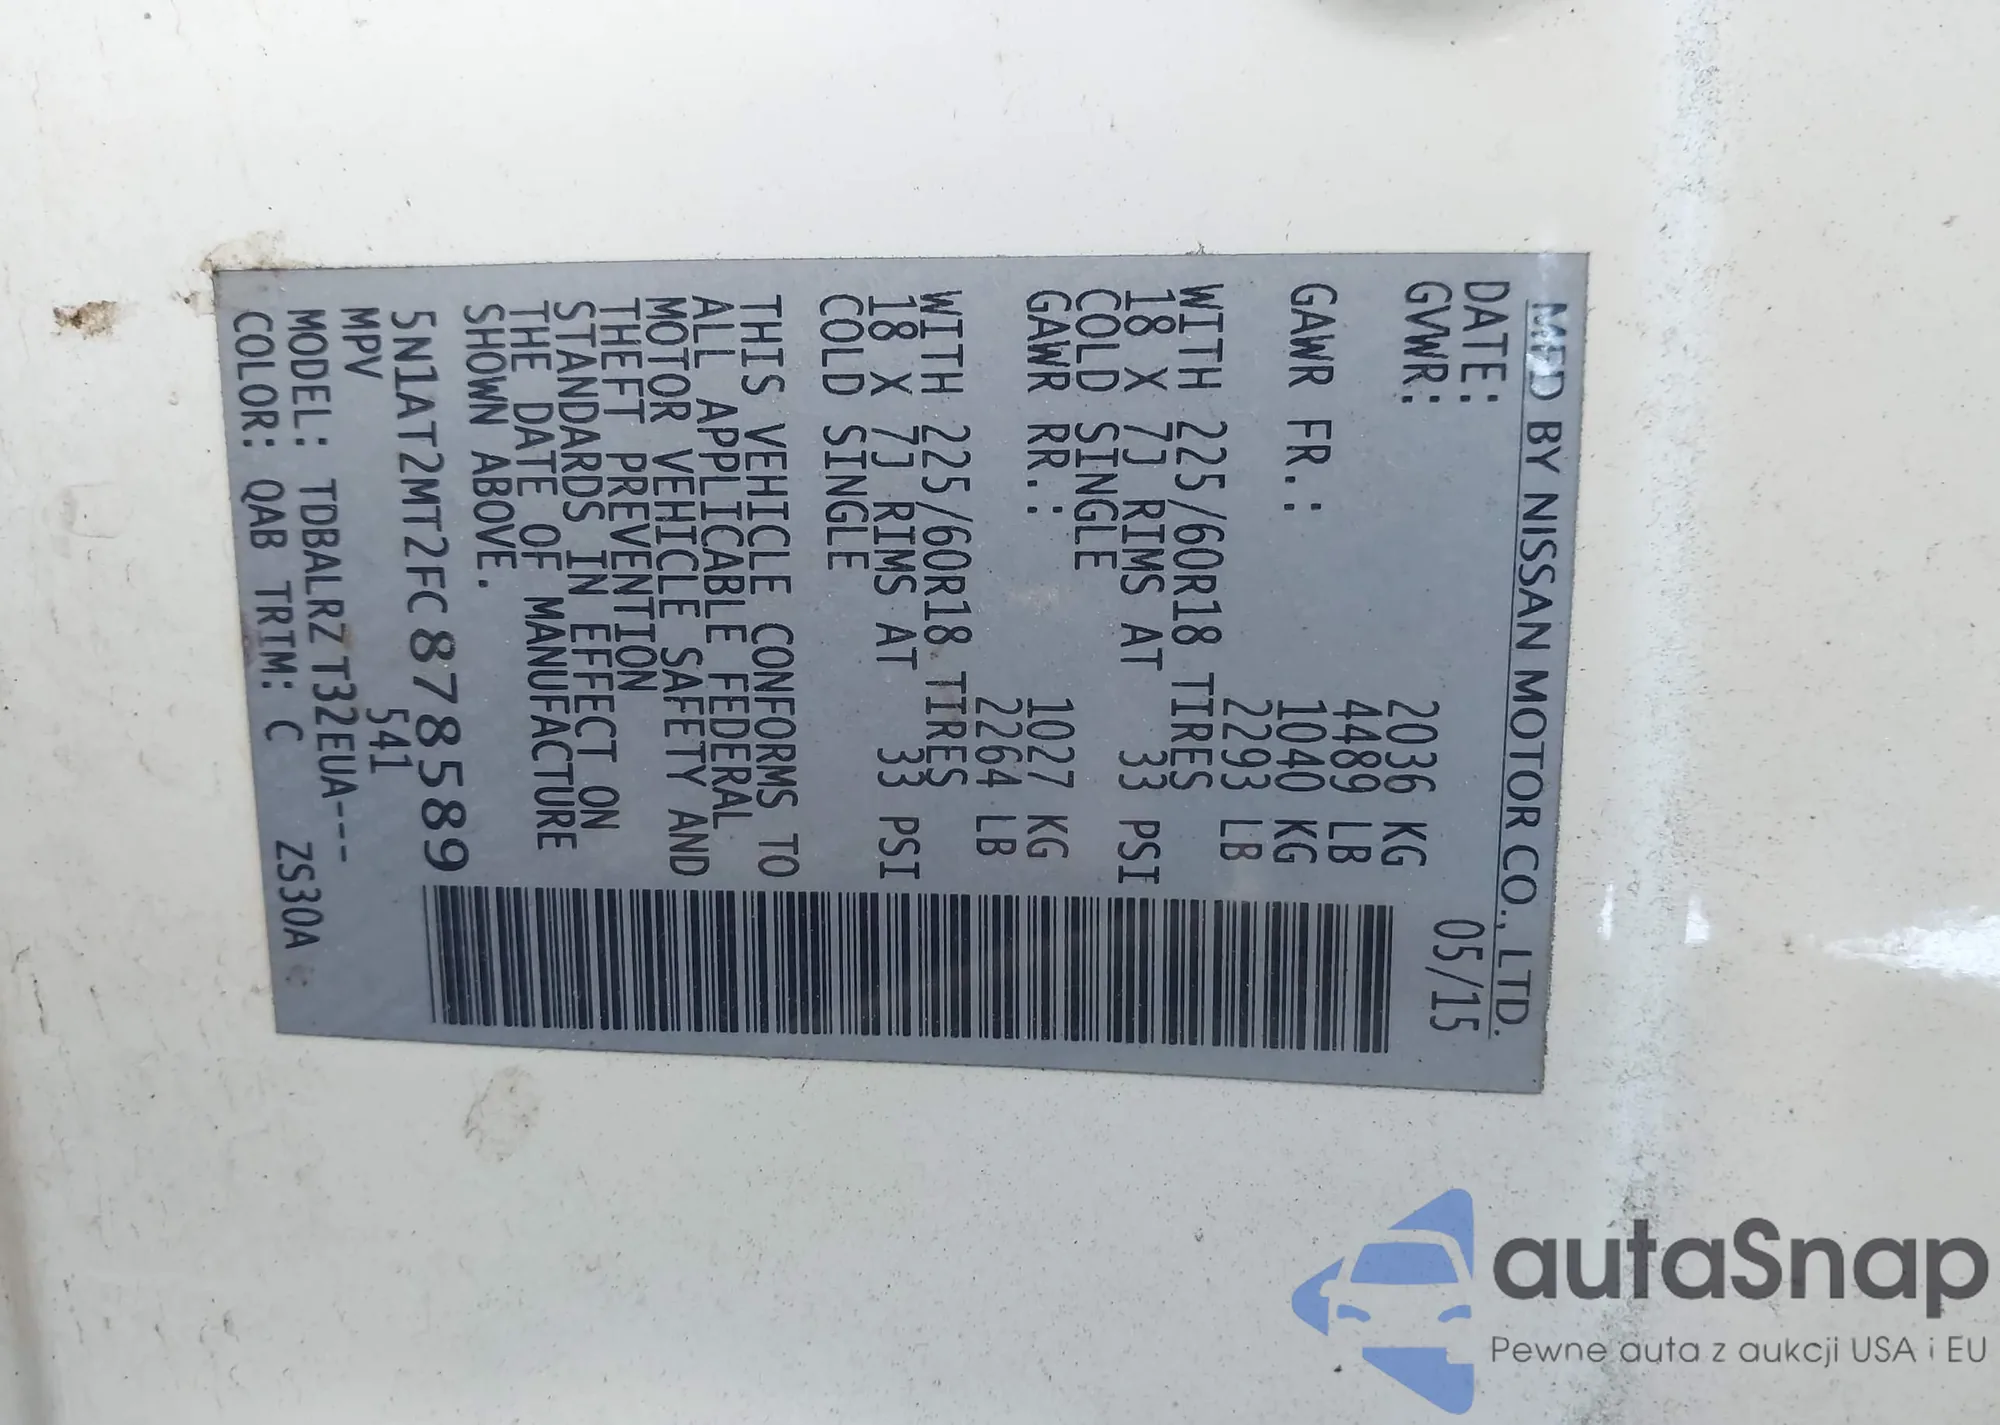 MFD BY NISSAN MOTOR CO., LTD.
DATE: 05/15
GVWR: 2036 KG
4489 LB
GAWR FR.: 1040 KG
2293 LB
WITH 225/60R18 TIRES
18 X 7J RIMS AT 33 PSI
COLD SINGLE
GAWR RR.: 1027 KG
2264 LB
WITH 225/60R18 TIRES
18 X 7J RIMS AT 33 PSI
COLD SINGLE
THIS VEHICLE CONFORMS TO
ALL APPLICABLE FEDERAL
MOTOR VEHICLE SAFETY AND
THEFT PREVENTION
STANDARDS IN EFFECT ON
THE DATE OF MANUFACTURE
SHOWN ABOVE.
5N1AT2MT2FC878589
MPV 541
MODEL: TDBALRZ T32EUA---
COLOR: QAB TRIM: C ZS30A
autaSnap
Pewne auta z aukcji USA i EU